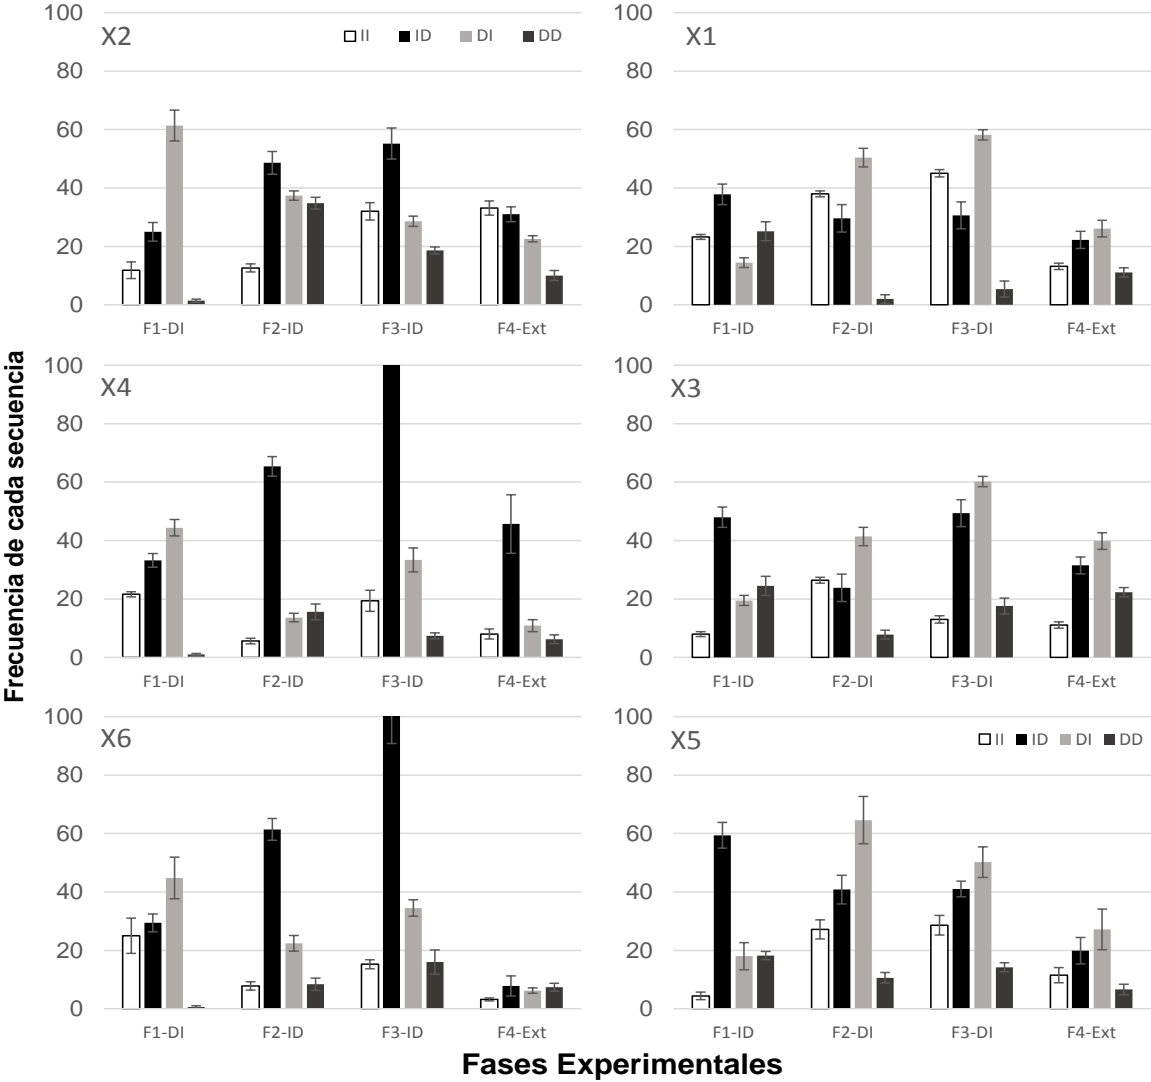 Frecuencia de cada secuencia
100
X2
II ID DI DD
80
60
40
20
0
F1-DI F2-ID F3-ID F4-Ext
100
X1
80
60
40
20
0
F1-ID F2-DI F3-DI F4-Ext
100
X4
80
60
40
20
0
F1-DI F2-ID F3-ID F4-Ext
100
X3
80
60
40
20
0
F1-ID F2-DI F3-DI F4-Ext
100
X6
80
60
40
20
0
F1-DI F2-ID F3-ID F4-Ext
100
X5
II ID DI DD
80
60
40
20
0
F1-ID F2-DI F3-DI F4-Ext
Fases Experimentales